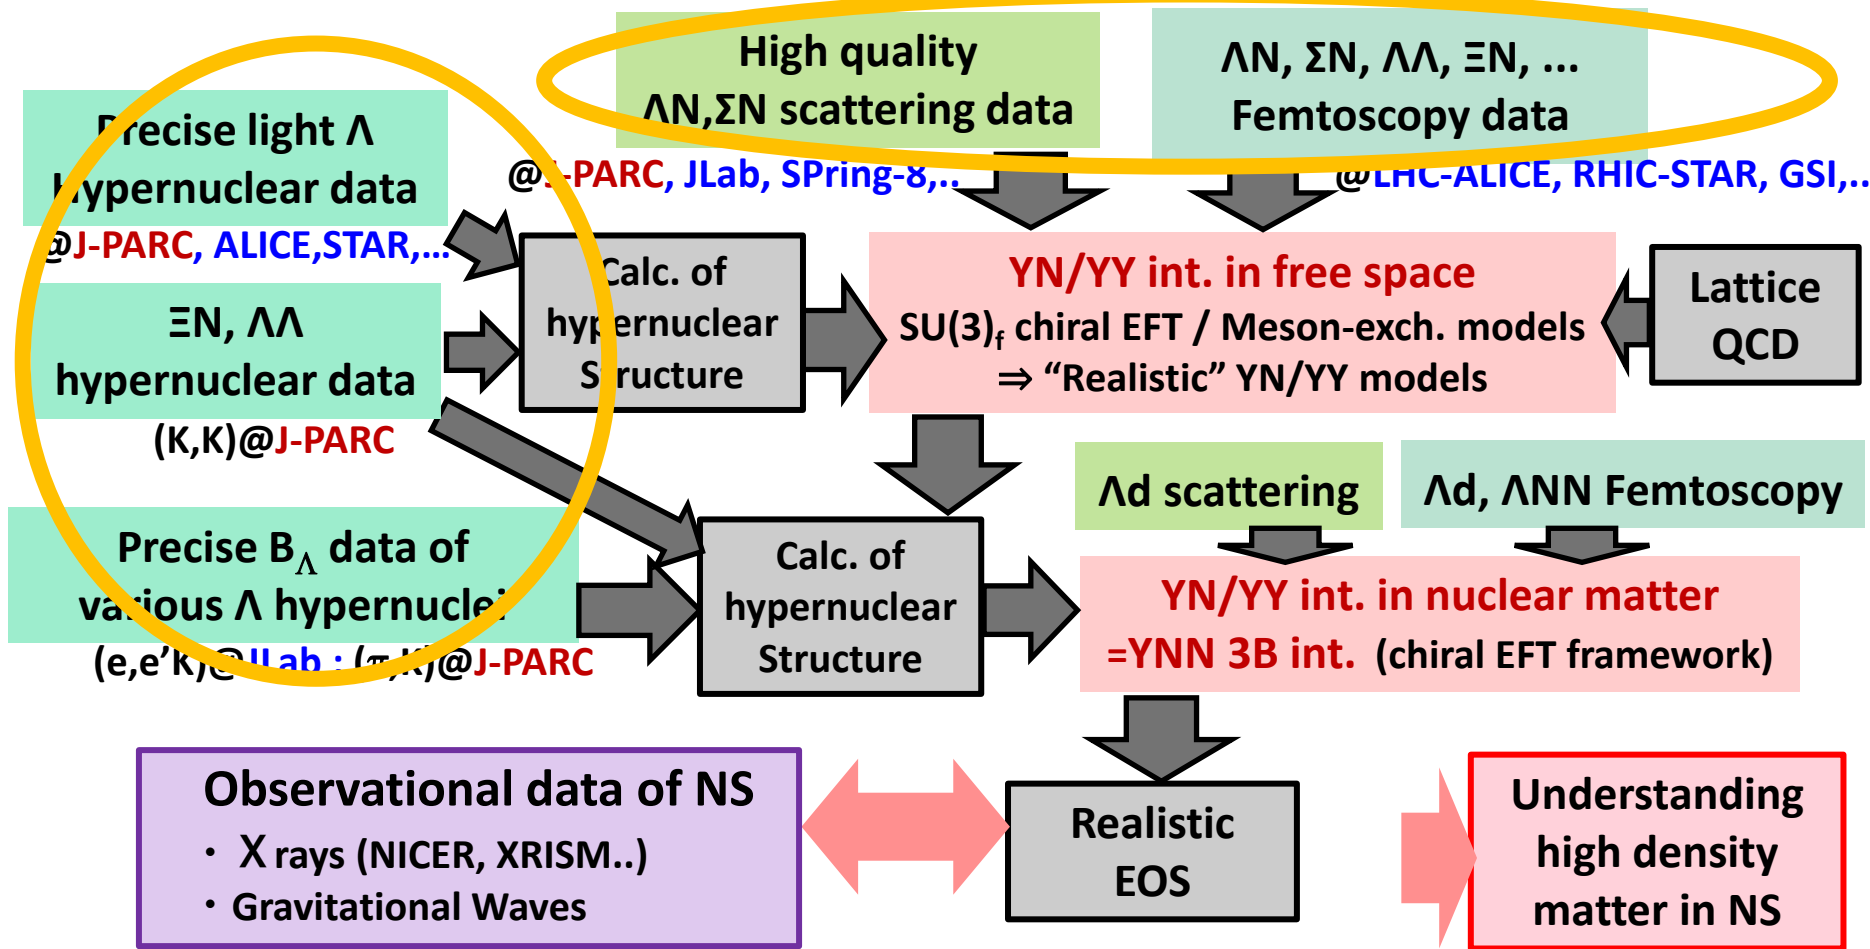 High quality
ΛN,ΣN scattering data
ΛN, ΣN, ΛΛ, ΞN, ...
Femtoscopy data
@J-PARC, JLab, SPring-8,..
@LHC-ALICE, RHIC-STAR, GSI,..
Precise light Λ
hypernuclear data
@J-PARC, ALICE,STAR,...
ΞN, ΛΛ
hypernuclear data
(K,K)@J-PARC
Precise B_Λ data of
various Λ hypernuclei
(e,e'K)@JLab ; (π,K)@J-PARC
Calc. of
hypernuclear
Structure
YN/YY int. in free space
SU(3)_f chiral EFT / Meson-exch. models
⇒ “Realistic” YN/YY models
Lattice
QCD
Λd scattering
Λd, ΛNN Femtoscopy
Calc. of
hypernuclear
Structure
YN/YY int. in nuclear matter
=YNN 3B int. (chiral EFT framework)
Observational data of NS
・ X rays (NICER, XRISM..)
・ Gravitational Waves
Realistic
EOS
Understanding
high density
matter in NS